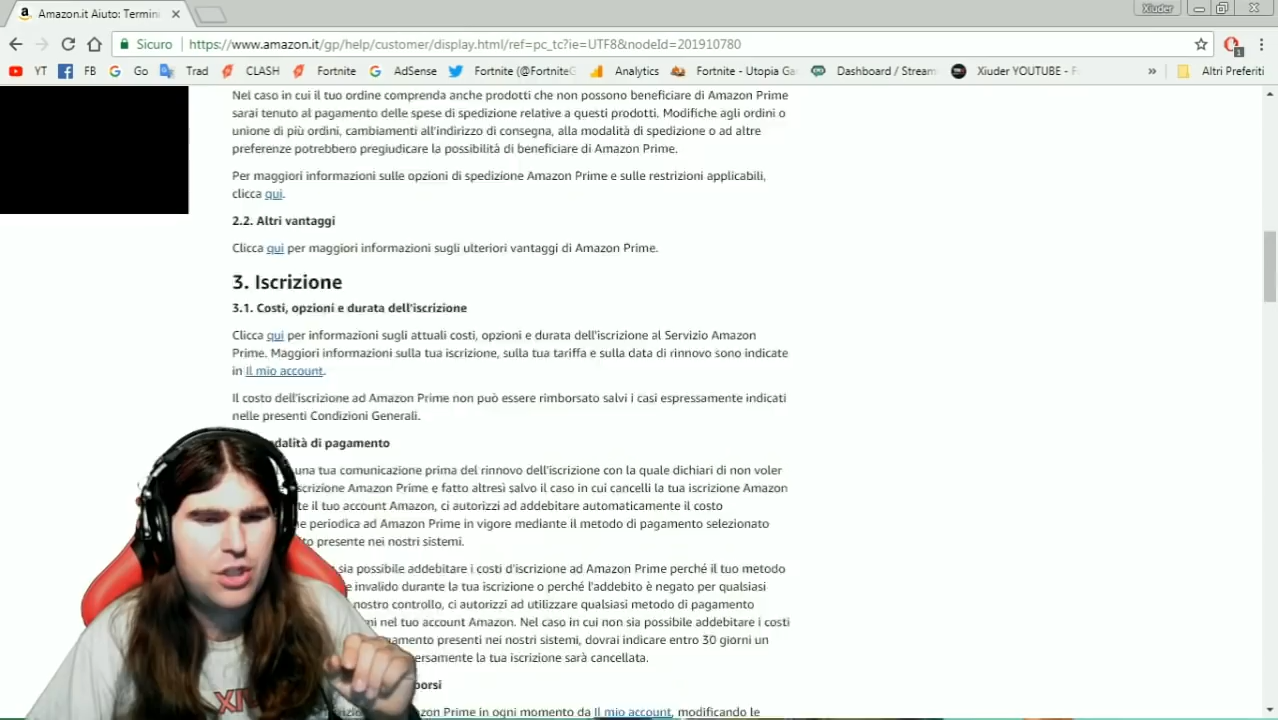 Amazon.it Aiuto: Termin
Xiuder
Sicuro https://www.amazon.it/gp/help/customer/display.html/ref=pc_tc?ie=UTF8&nodeId=201910780
1
YT FB Go Trad CLASH Fortnite AdSense Fortnite (@Fortnite Analytics Fortnite - Utopia Ga Dashboard / Stream Xiuder YOUTUBE - F » Altri Preferiti
Nel caso in cui il tuo ordine comprenda anche prodotti che non possono beneficiare di Amazon Prime
sarai tenuto al pagamento delle spese di spedizione relative a questi prodotti. Modifiche agli ordini o
unione di più ordini, cambiamenti all'indirizzo di consegna, alla modalità di spedizione o ad altre
preferenze potrebbero pregiudicare la possibilità di beneficiare di Amazon Prime.
Per maggiori informazioni sulle opzioni di spedizione Amazon Prime e sulle restrizioni applicabili,
clicca qui.
2.2. Altri vantaggi
Clicca qui per maggiori informazioni sugli ulteriori vantaggi di Amazon Prime.
3. Iscrizione
3.1. Costi, opzioni e durata dell'iscrizione
Clicca qui per informazioni sugli attuali costi, opzioni e durata dell'iscrizione al Servizio Amazon
Prime. Maggiori informazioni sulla tua iscrizione, sulla tua tariffa e sulla data di rinnovo sono indicate
in Il mio account.
Il costo dell'iscrizione ad Amazon Prime non può essere rimborsato salvi i casi espressamente indicati
nelle presenti Condizioni Generali.
dalità di pagamento
una tua comunicazione prima del rinnovo dell'iscrizione con la quale dichiari di non voler
scrizione Amazon Prime e fatto altresì salvo il caso in cui cancelli la tua iscrizione Amazon
te il tuo account Amazon, ci autorizzi ad addebitare automaticamente il costo
ne periodica ad Amazon Prime in vigore mediante il metodo di pagamento selezionato
to presente nei nostri sistemi.
sia possibile addebitare i costi d'iscrizione ad Amazon Prime perché il tuo metodo
e invalido durante la tua iscrizione o perché l'addebito è negato per qualsiasi
nostro controllo, ci autorizzi ad utilizzare qualsiasi metodo di pagamento
mi nel tuo account Amazon. Nel caso in cui non sia possibile addebitare i costi
gamento presenti nei nostri sistemi, dovrai indicare entro 30 giorni un
ersamente la tua iscrizione sarà cancellata.
orsi
on Prime in ogni momento da Il mio account, modificando le
XI